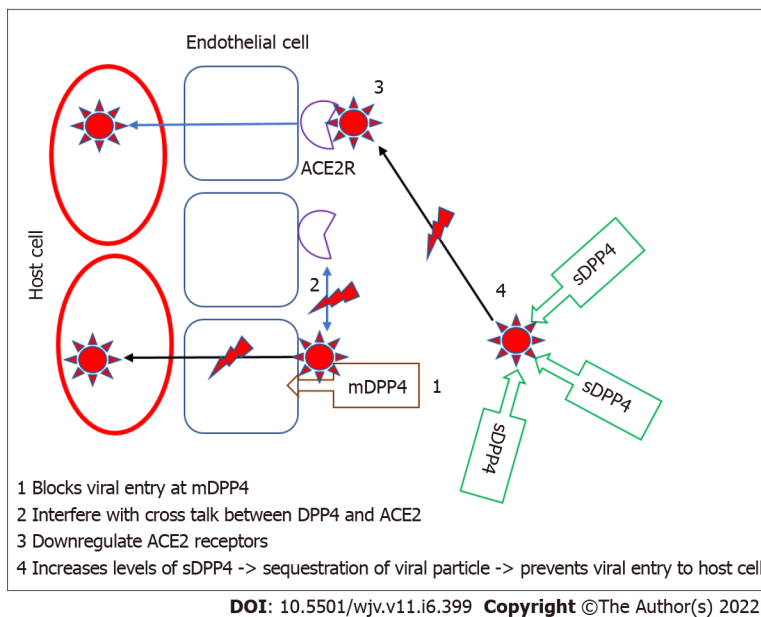 Endothelial cell
3
ACE2R
Host cell
2
4
sDPP4
sDPP4
sDPP4
mDPP4
1
1 Blocks viral entry at mDPP4
2 Interfere with cross talk between DPP4 and ACE2
3 Downregulate ACE2 receptors
4 Increases levels of sDPP4 -> sequestration of viral particle -> prevents viral entry to host cell
DOI: 10.5501/wjv.v11.i6.399 Copyright ©The Author(s) 2022